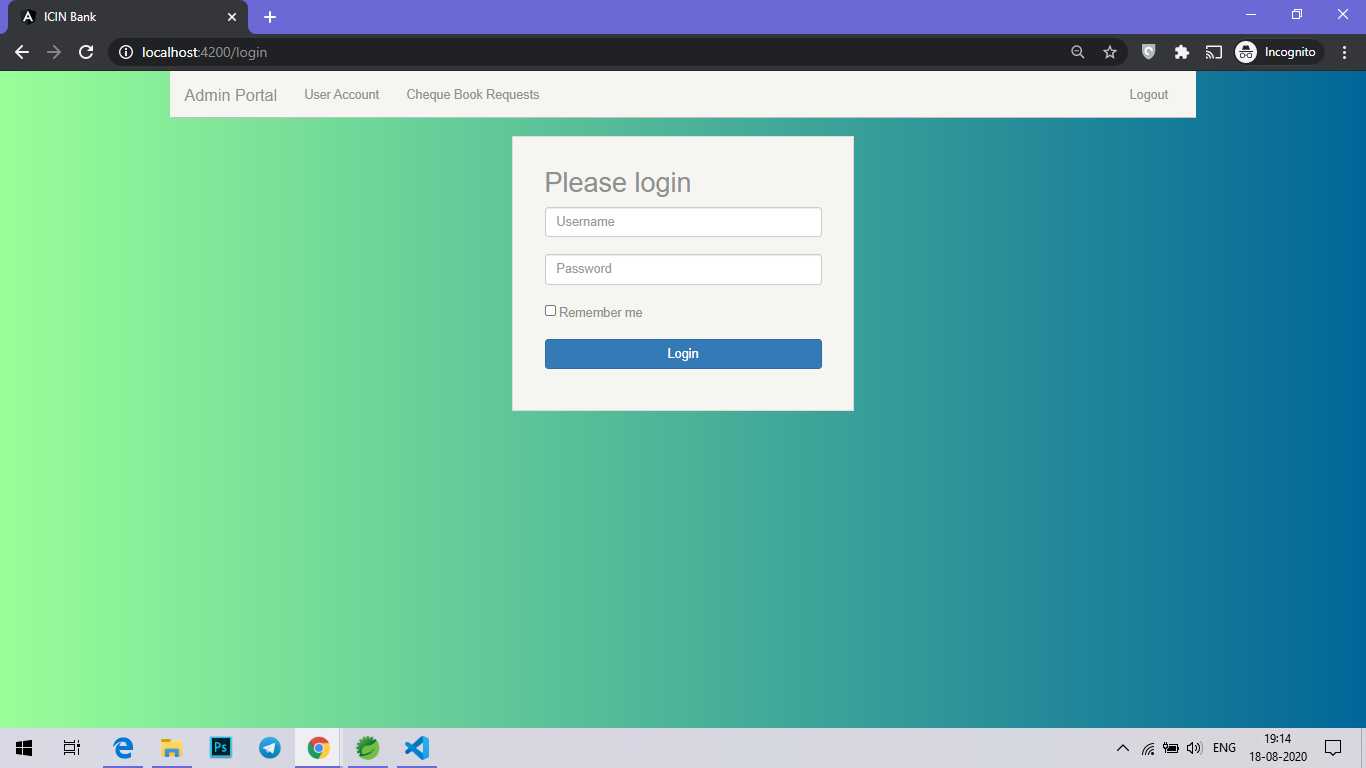 ICIN Bank
localhost:4200/login
Incognito
Admin Portal User Account Cheque Book Requests Logout
Please login
Username
Password
Remember me
Login
Ps
ENG
19:14
18-08-2020